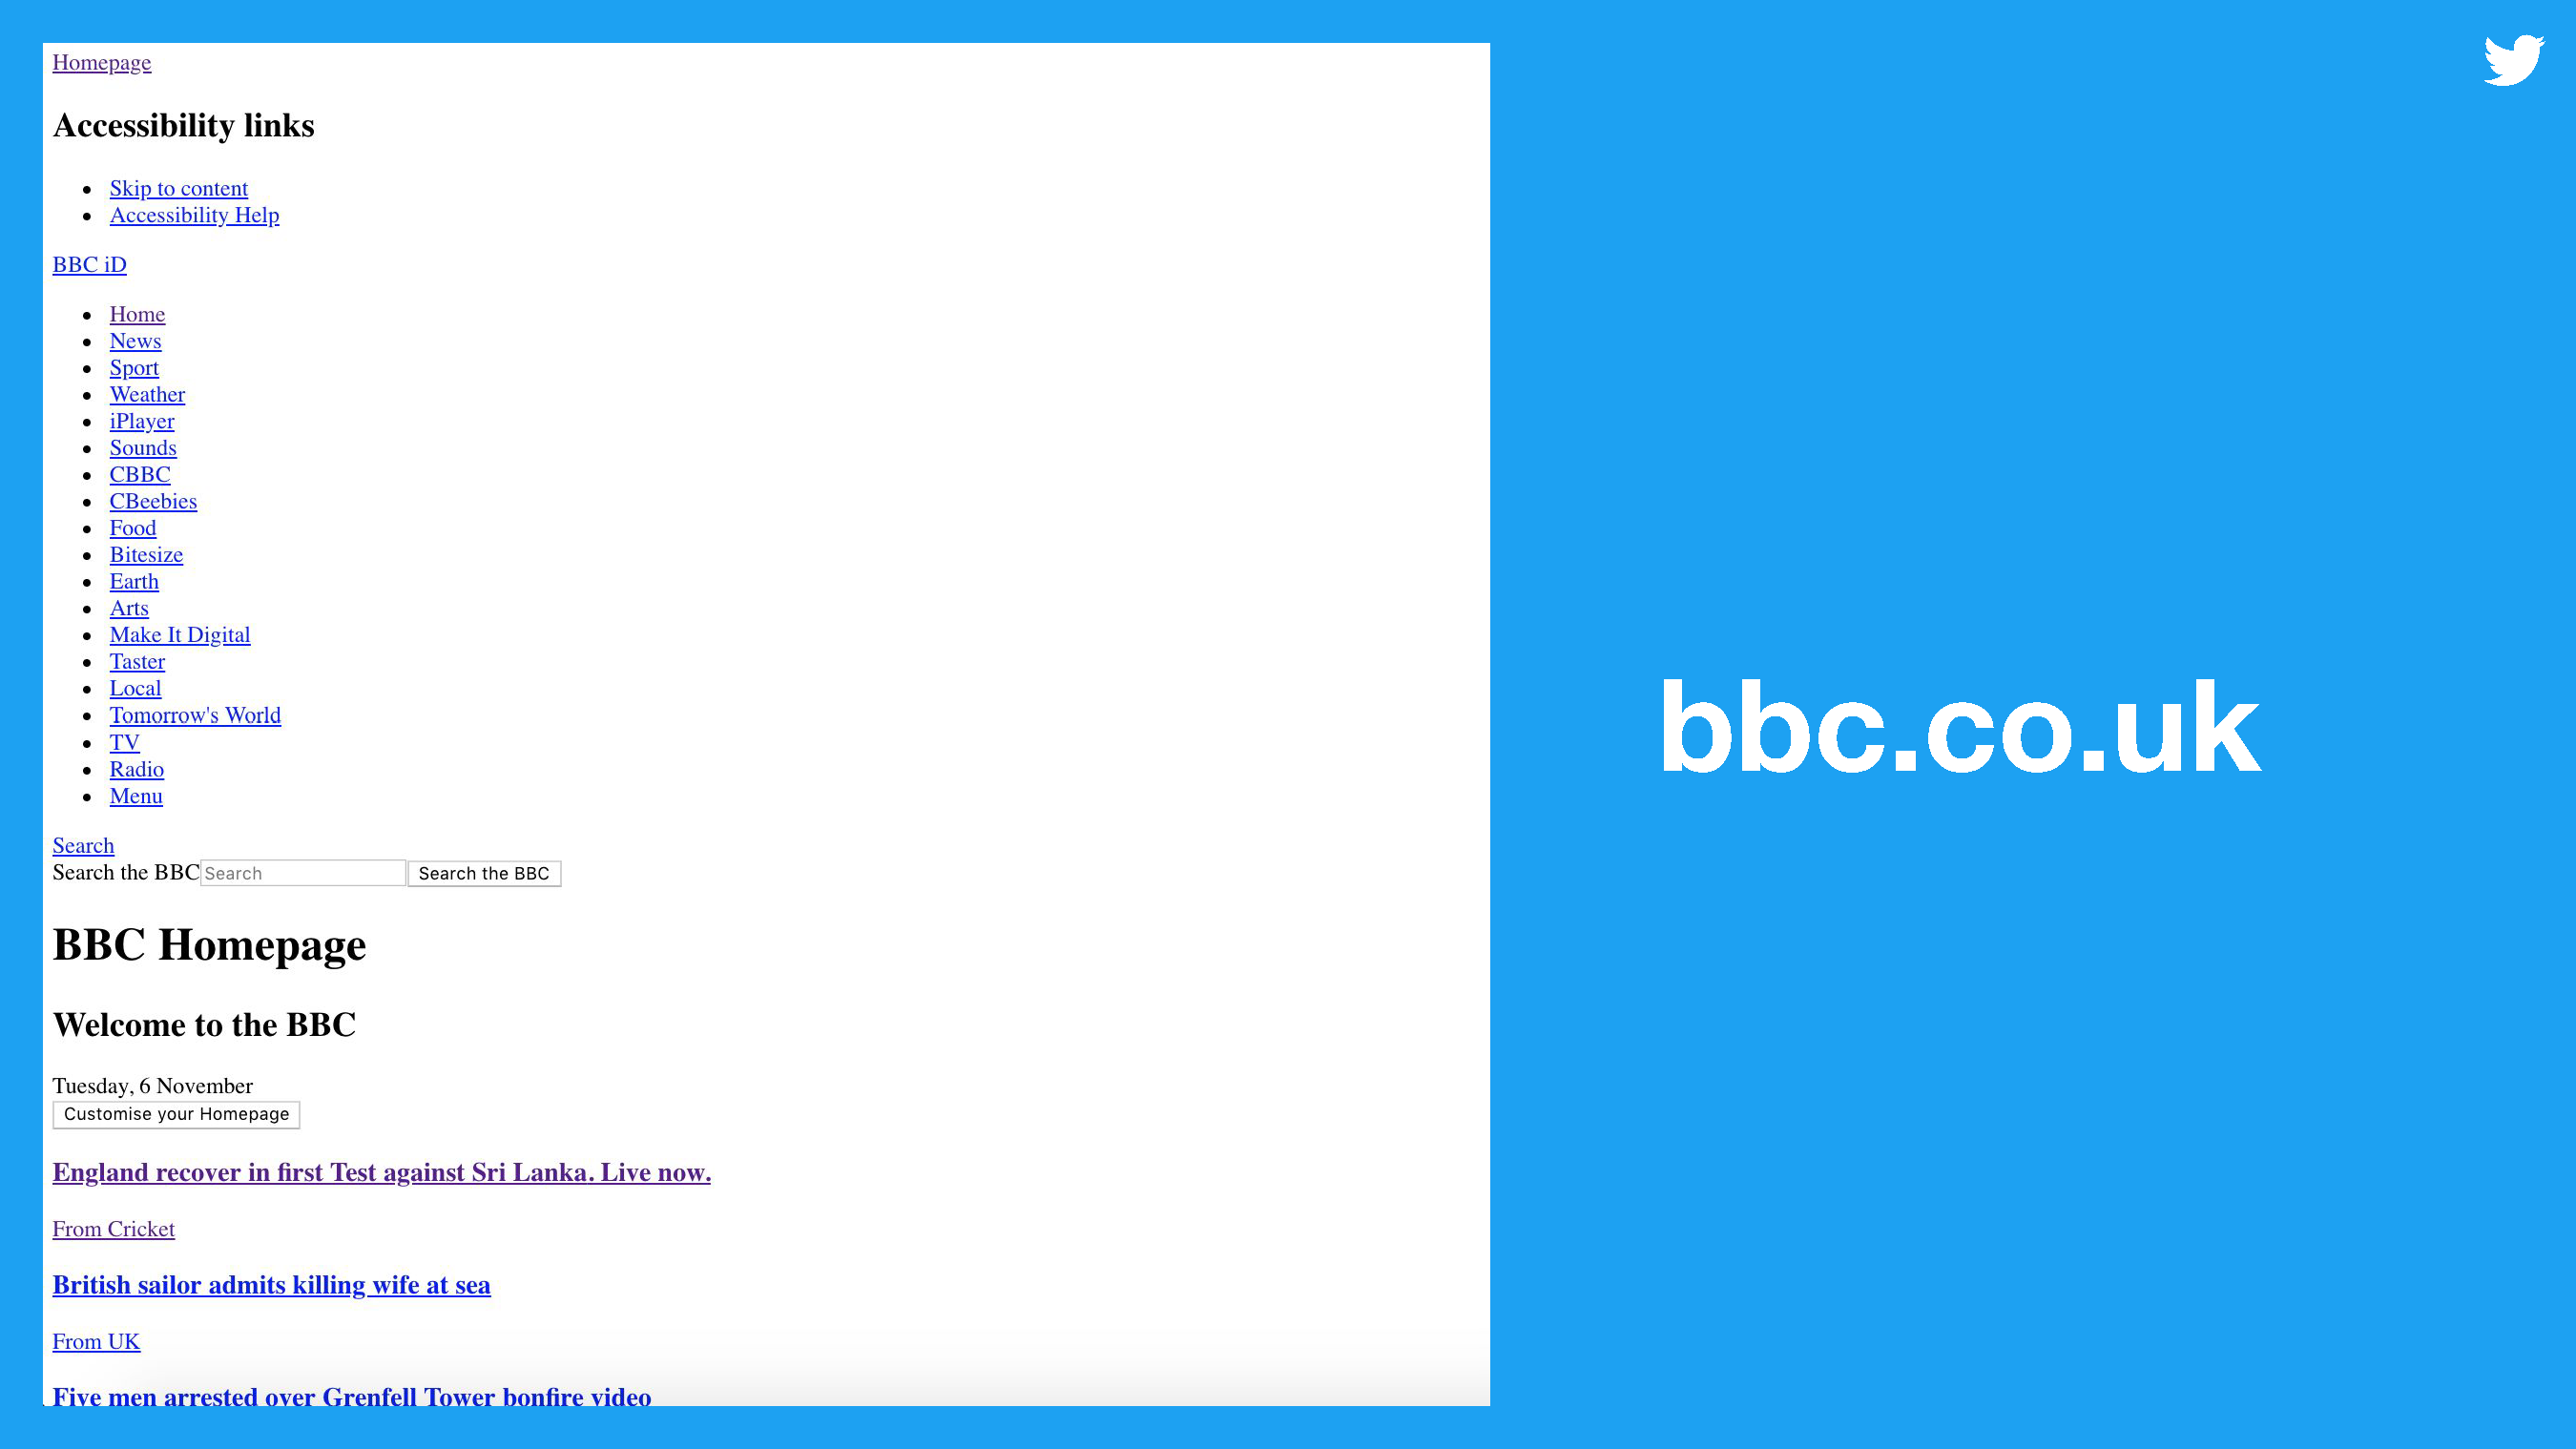 Homepage
Accessibility links
Skip to content
Accessibility Help
BBC iD
Home
News
Sport
Weather
iPlayer
Sounds
CBBC
CBeebies
Food
Bitesize
Earth
Arts
Make It Digital
Taster
Local
Tomorrow's World
TV
Radio
Menu
Search
Search the BBC Search Search the BBC
BBC Homepage
Welcome to the BBC
Tuesday, 6 November
Customise your Homepage
England recover in first Test against Sri Lanka. Live now.
From Cricket
British sailor admits killing wife at sea
From UK
Five men arrested over Grenfell Tower bonfire video
bbc.co.uk